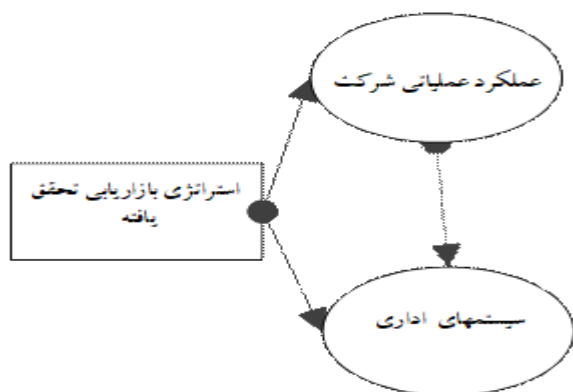 عملکرد عملیاتی شرکت
استراتژی بازاریابی تحقق
یافته
سیستمهای اداری